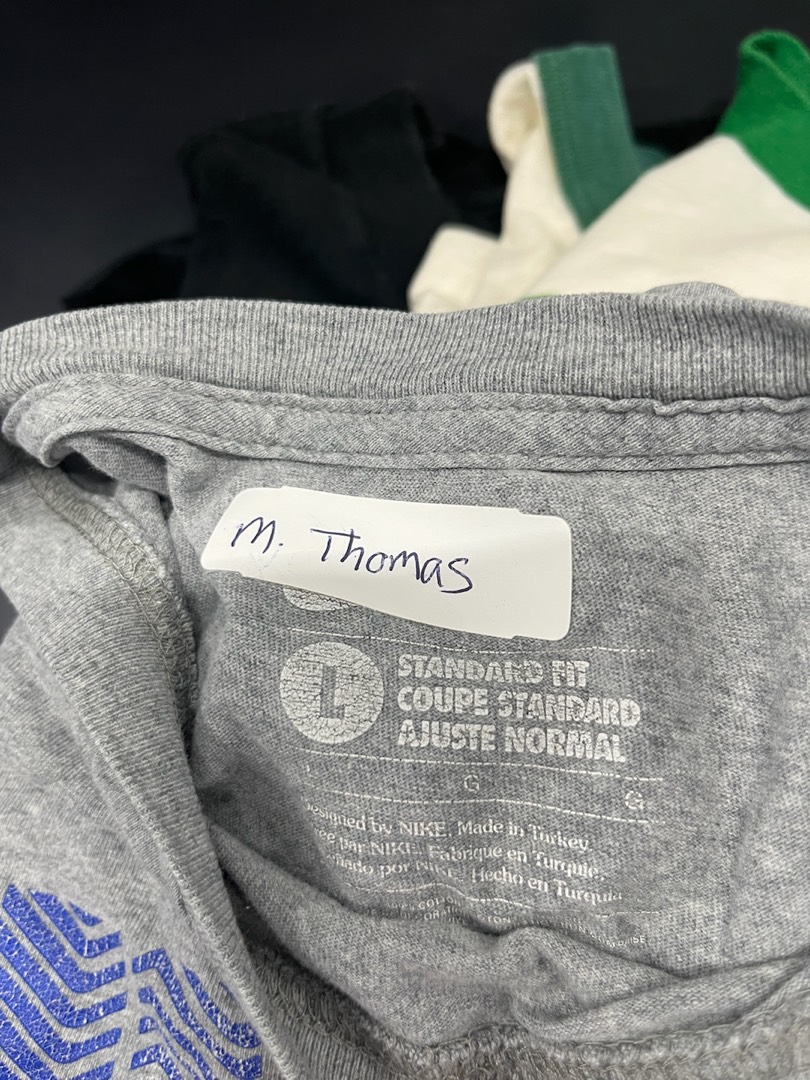 M. Thomas
L
STANDARD FIT
COUPE STANDARD
AJUSTE NORMAL
G G
Designed by NIKE. Made in Turkey.
par NIKE. Fabrique en Turquie.
por NIKE. Hecho en Turquia